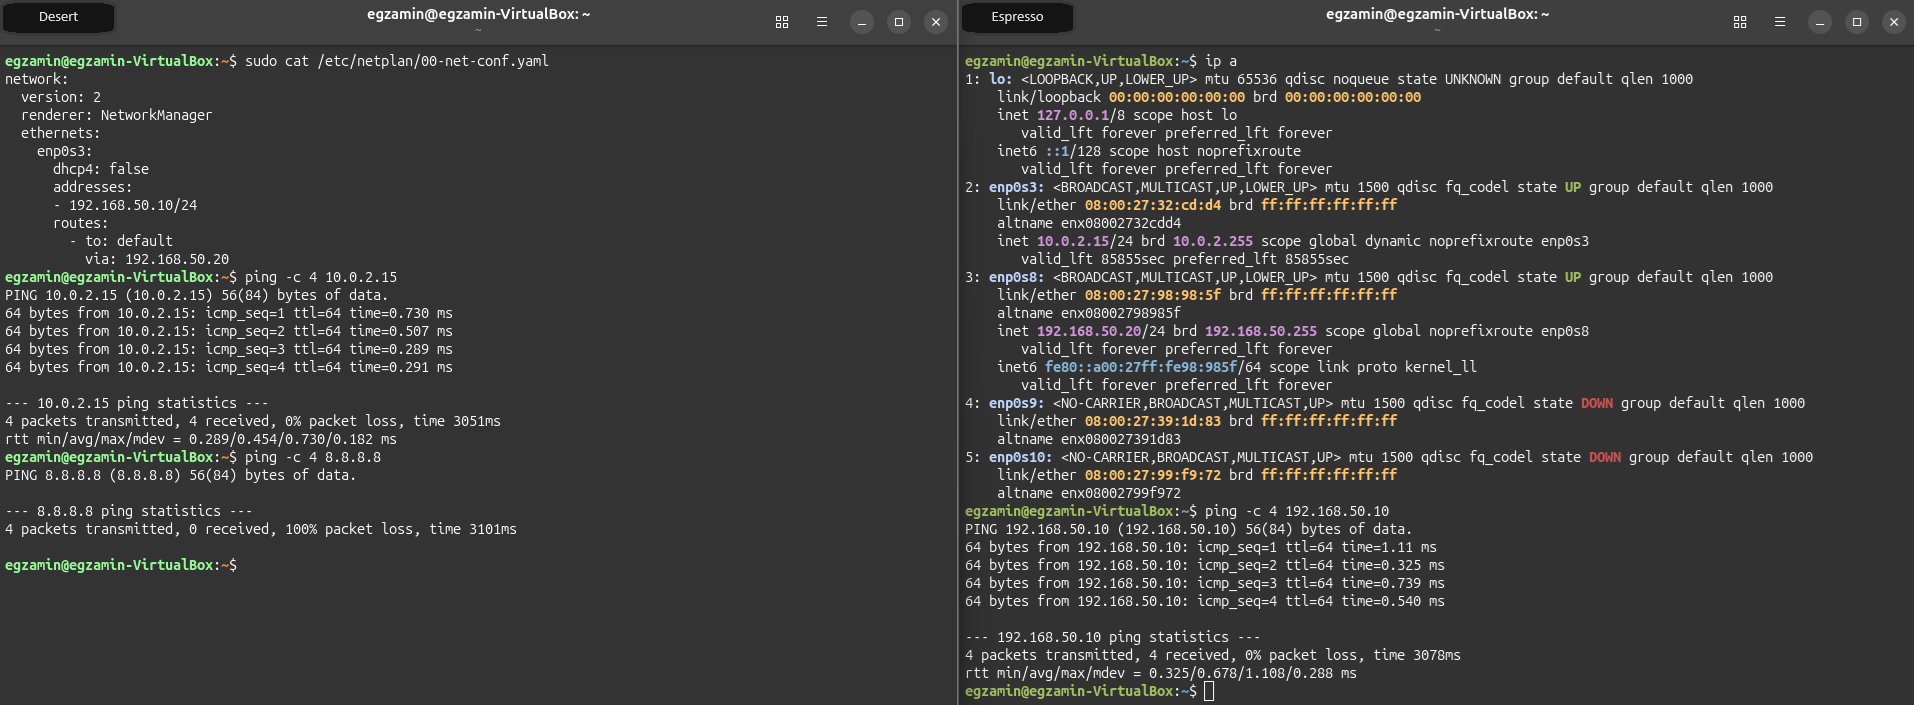 Desert
egzamin@egzamin-VirtualBox: ~
~
egzamin@egzamin-VirtualBox:~$ sudo cat /etc/netplan/00-net-conf.yaml
network:
  version: 2
  renderer: NetworkManager
  ethernets:
    enp0s3:
      dhcp4: false
      addresses:
      - 192.168.50.10/24
      routes:
        - to: default
          via: 192.168.50.20
egzamin@egzamin-VirtualBox:~$ ping -c 4 10.0.2.15
PING 10.0.2.15 (10.0.2.15) 56(84) bytes of data.
64 bytes from 10.0.2.15: icmp_seq=1 ttl=64 time=0.730 ms
64 bytes from 10.0.2.15: icmp_seq=2 ttl=64 time=0.507 ms
64 bytes from 10.0.2.15: icmp_seq=3 ttl=64 time=0.289 ms
64 bytes from 10.0.2.15: icmp_seq=4 ttl=64 time=0.291 ms

--- 10.0.2.15 ping statistics ---
4 packets transmitted, 4 received, 0% packet loss, time 3051ms
rtt min/avg/max/mdev = 0.289/0.454/0.730/0.182 ms
egzamin@egzamin-VirtualBox:~$ ping -c 4 8.8.8.8
PING 8.8.8.8 (8.8.8.8) 56(84) bytes of data.

--- 8.8.8.8 ping statistics ---
4 packets transmitted, 0 received, 100% packet loss, time 3101ms

egzamin@egzamin-VirtualBox:~$
Espresso
egzamin@egzamin-VirtualBox: ~
~
egzamin@egzamin-VirtualBox:~$ ip a
1: lo: <LOOPBACK,UP,LOWER_UP> mtu 65536 qdisc noqueue state UNKNOWN group default qlen 1000
    link/loopback 00:00:00:00:00:00 brd 00:00:00:00:00:00
    inet 127.0.0.1/8 scope host lo
       valid_lft forever preferred_lft forever
    inet6 ::1/128 scope host noprefixroute
       valid_lft forever preferred_lft forever
2: enp0s3: <BROADCAST,MULTICAST,UP,LOWER_UP> mtu 1500 qdisc fq_codel state UP group default qlen 1000
    link/ether 08:00:27:32:cd:d4 brd ff:ff:ff:ff:ff:ff
    altname enx08002732cdd4
    inet 10.0.2.15/24 brd 10.0.2.255 scope global dynamic noprefixroute enp0s3
       valid_lft 85855sec preferred_lft 85855sec
3: enp0s8: <BROADCAST,MULTICAST,UP,LOWER_UP> mtu 1500 qdisc fq_codel state UP group default qlen 1000
    link/ether 08:00:27:98:98:5f brd ff:ff:ff:ff:ff:ff
    altname enx08002798985f
    inet 192.168.50.20/24 brd 192.168.50.255 scope global noprefixroute enp0s8
       valid_lft forever preferred_lft forever
    inet6 fe80::a00:27ff:fe98:985f/64 scope link proto kernel_ll
       valid_lft forever preferred_lft forever
4: enp0s9: <NO-CARRIER,BROADCAST,MULTICAST,UP> mtu 1500 qdisc fq_codel state DOWN group default qlen 1000
    link/ether 08:00:27:39:1d:83 brd ff:ff:ff:ff:ff:ff
    altname enx080027391d83
5: enp0s10: <NO-CARRIER,BROADCAST,MULTICAST,UP> mtu 1500 qdisc fq_codel state DOWN group default qlen 1000
    link/ether 08:00:27:99:f9:72 brd ff:ff:ff:ff:ff:ff
    altname enx08002799f972
egzamin@egzamin-VirtualBox:~$ ping -c 4 192.168.50.10
PING 192.168.50.10 (192.168.50.10) 56(84) bytes of data.
64 bytes from 192.168.50.10: icmp_seq=1 ttl=64 time=1.11 ms
64 bytes from 192.168.50.10: icmp_seq=2 ttl=64 time=0.325 ms
64 bytes from 192.168.50.10: icmp_seq=3 ttl=64 time=0.739 ms
64 bytes from 192.168.50.10: icmp_seq=4 ttl=64 time=0.540 ms

--- 192.168.50.10 ping statistics ---
4 packets transmitted, 4 received, 0% packet loss, time 3078ms
rtt min/avg/max/mdev = 0.325/0.678/1.108/0.288 ms
egzamin@egzamin-VirtualBox:~$